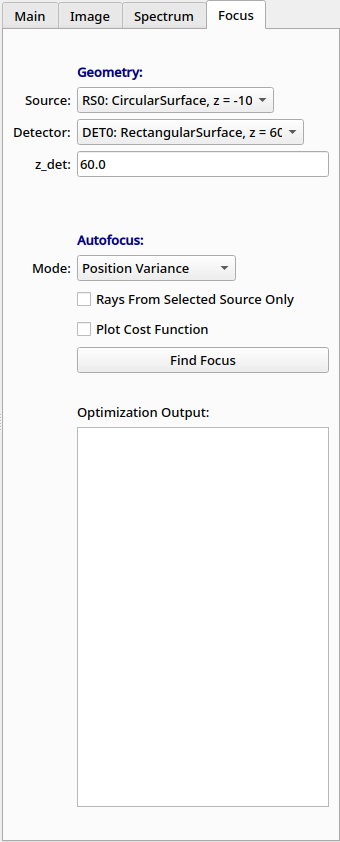 Main Image Spectrum Focus
Geometry:
Source: RS0: CircularSurface, z = -10
Detector: DET0: RectangularSurface, z = 60
z_det: 60.0
Autofocus:
Mode: Position Variance
Rays From Selected Source Only
Plot Cost Function
Find Focus
Optimization Output: